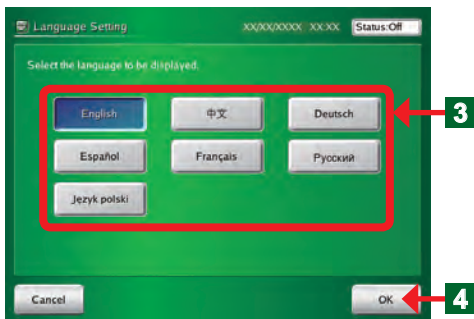 Language Setting XX/XX/XXXX XX:XX Status:Off
Select the language to be displayed.
English 中文 Deutsch
3
Español Français Русский
Język polski
Cancel OK
4